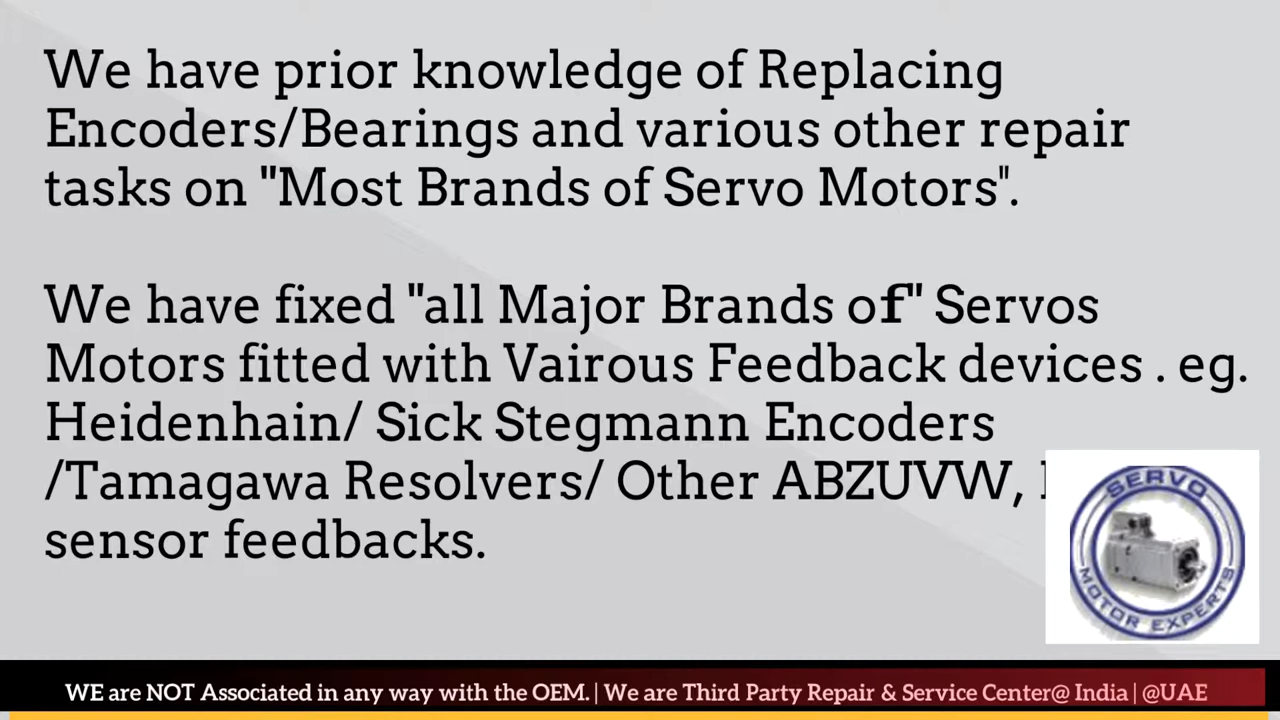 We have prior knowledge of Replacing
Encoders/Bearings and various other repair
tasks on "Most Brands of Servo Motors".
We have fixed "all Major Brands of" Servos
Motors fitted with Vairous Feedback devices . eg.
Heidenhain/ Sick Stegmann Encoders
/Tamagawa Resolvers/ Other ABZUVW,
sensor feedbacks.
SERVO
MOTOR EXPERTS
WE are NOT Associated in any way with the OEM. | We are Third Party Repair & Service Center@ India | @UAE